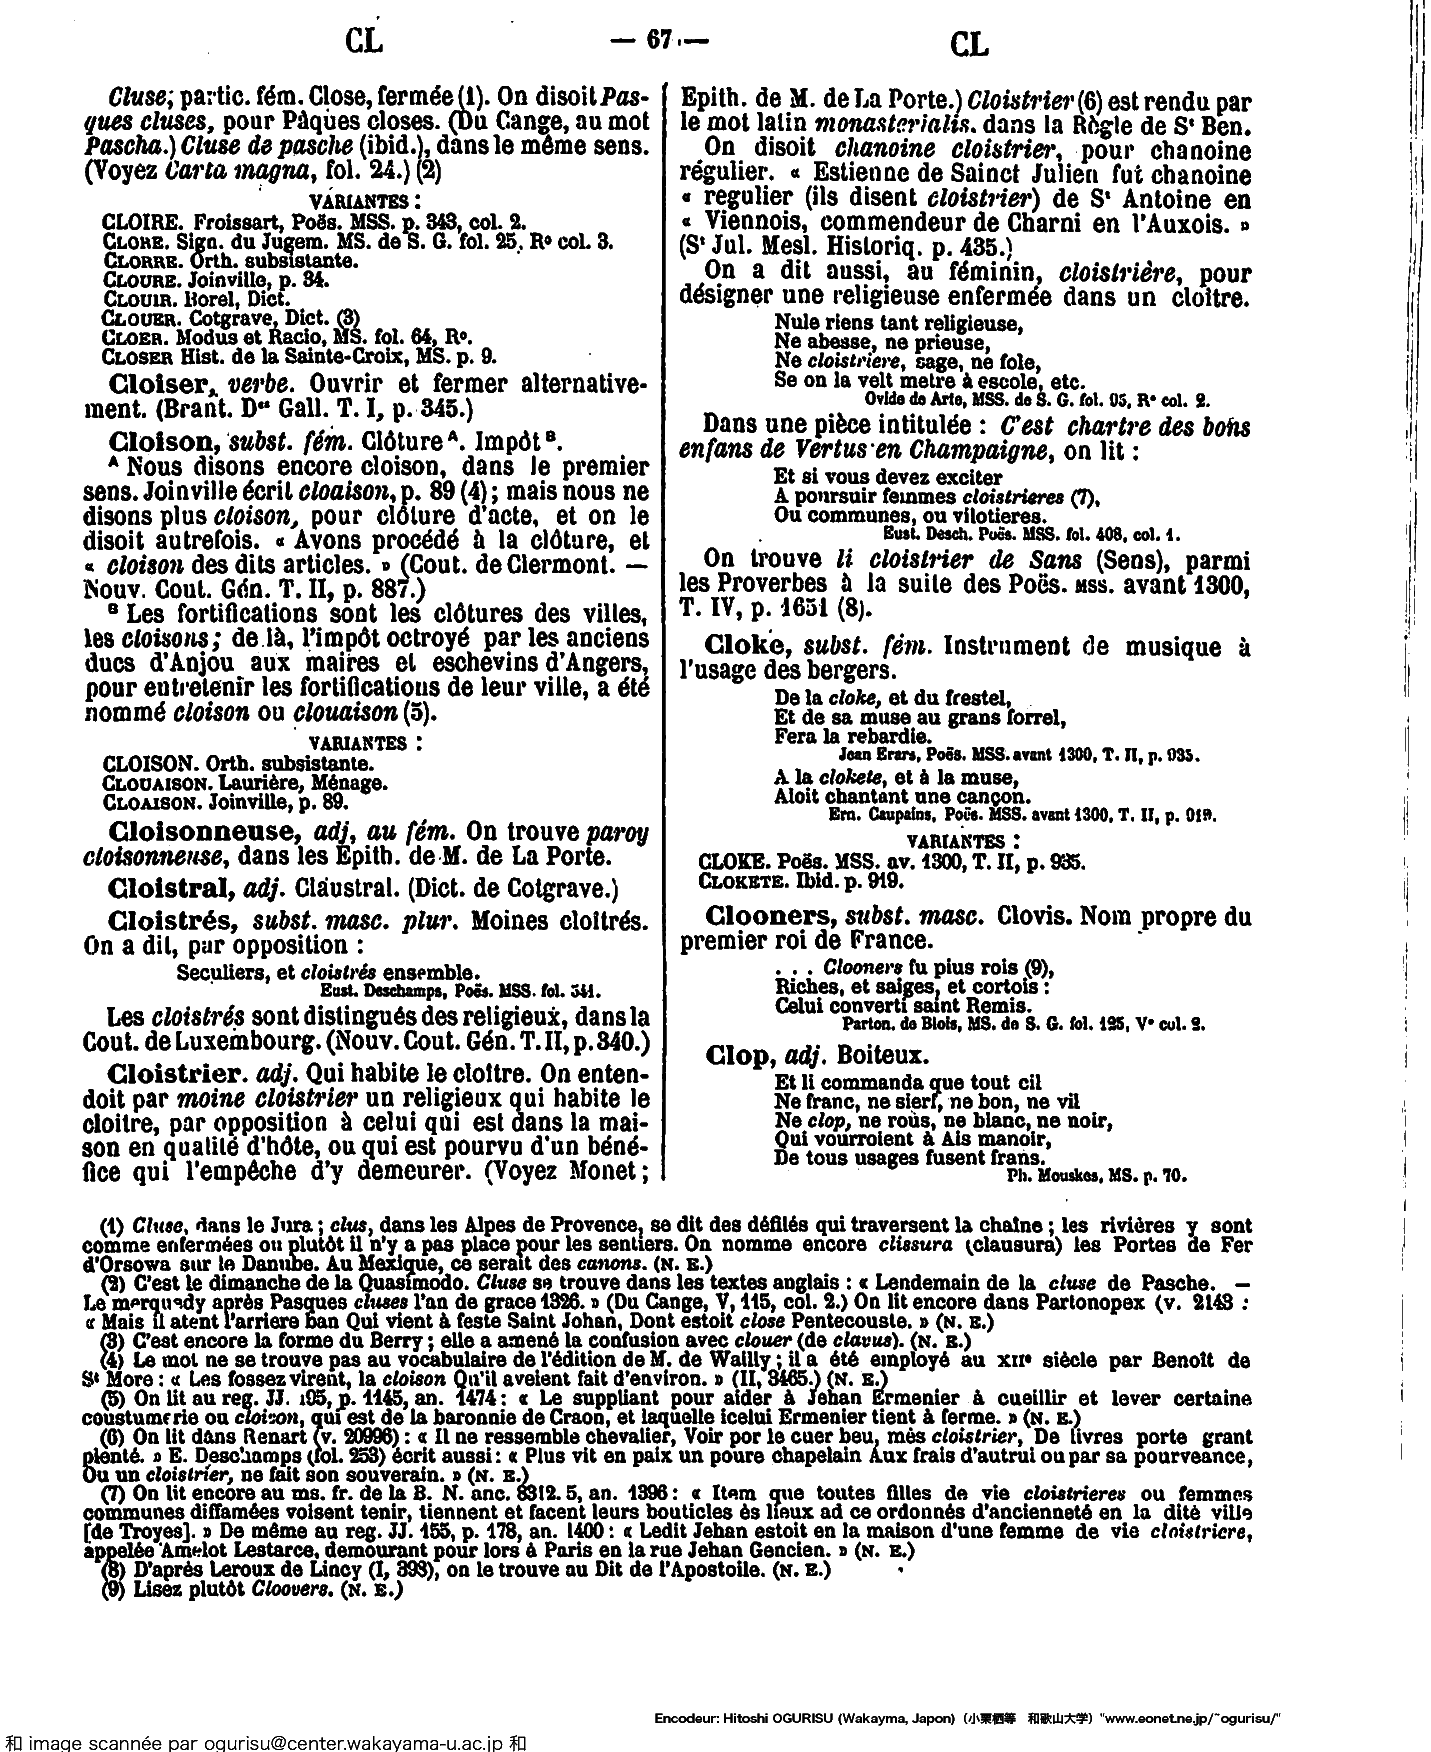 CL — 67 — CL
Cluse; partic. fém. Close, fermée (1). On disoit Pas-
ques cluses, pour Pâques closes. (Du Cange, au mot
Pascha.) Cluse de pasche (ibid.), dans le même sens.
(Voyez Carta magna, fol. 24.) (2)
VARIANTES :
CLOIRE. Froissart, Poës. MSS. p. 343, col. 2.
CLORE. Sign. du Jugem. MS. de S. G. fol. 25, Rº col. 3.
CLORRE. Orth. subsistante.
CLOURE. Joinville, p. 34.
CLOUIR. Borel, Dict.
CLOUER. Cotgrave, Dict. (3)
CLOER. Modus et Racio, MS. fol. 64, Rº.
CLOSER Hist. de la Sainte-Croix, MS. p. 9.
Cloiser, verbe. Ouvrir et fermer alternative-
ment. (Brant. Des Gall. T. I, p. 345.)
Cloison, subst. fém. Clôture A. Impôt B.
A Nous disons encore cloison, dans le premier
sens. Joinville écrit cloaison, p. 89 (4); mais nous ne
disons plus cloison, pour clôture d'acte, et on le
disoit autrefois. « Avons procédé à la clôture, et
« cloison des dits articles. » (Cout. de Clermont. —
Nouv. Cout. Gén. T. II, p. 887.)
B Les fortifications sont les clôtures des villes,
les cloisons; de là, l'impôt octroyé par les anciens
ducs d'Anjou aux maires et eschevins d'Angers,
pour entretenir les fortifications de leur ville, a été
nommé cloison ou clouaison (5).
VARIANTES :
CLOISON. Orth. subsistante.
CLOUAISON. Laurière, Ménage.
CLOAISON. Joinville, p. 89.
Cloisonneuse, adj, au fém. On trouve paroy
cloisonneuse, dans les Epith. de M. de La Porte.
Cloistral, adj. Claustral. (Dict. de Cotgrave.)
Cloistrés, subst. masc. plur. Moines cloîtrés.
On a dit, par opposition :
Seculiers, et cloistrés ensemble.
Eust. Deschamps, Poës. MSS. fol. 541.
Les cloistrés sont distingués des religieux, dans la
Cout. de Luxembourg. (Nouv. Cout. Gén. T. II, p. 340.)
Cloistrier. adj. Qui habite le cloître. On enten-
doit par moine cloistrier un religieux qui habite le
cloître, par opposition à celui qui est dans la mai-
son en qualité d'hôte, ou qui est pourvu d'un béné-
fice qui l'empêche d'y demeurer. (Voyez Monet ;
Epith. de M. de La Porte.) Cloistrier (6) est rendu par
le mot latin monasterialis. dans la Règle de St Ben.
On disoit chanoine cloistrier, pour chanoine
régulier. « Estienne de Sainct Julien fut chanoine
« regulier (ils disent cloistrier) de St Antoine en
« Viennois, commendeur de Charni en l'Auxois. »
(St Jul. Mesl. Historiq. p. 435.)
On a dit aussi, au féminin, cloistrière, pour
désigner une religieuse enfermée dans un cloître.
Nule riens tant religieuse,
Ne abesse, ne prieuse,
Ne cloistriere, sage, ne fole,
Se on la velt metre à escole, etc.
Ovide de Arte, MSS. de S. G. fol. 95, Rº col. 2.
Dans une pièce intitulée : C'est chartre des bons
enfans de Vertus en Champaigne, on lit :
Et si vous devez exciter
A poursuir femmes cloistrieres (7),
Ou communes, ou vilotieres.
Eust. Desch. Poës. MSS. fol. 408, col. 1.
On trouve li cloistrier de Sans (Sens), parmi
les Proverbes à la suite des Poës. MSS. avant 1300,
T. IV, p. 1651 (8).
Cloke, subst. fém. Instrument de musique à
l'usage des bergers.
De la cloke, et du frestel,
Et de sa muse au grans forrel,
Fera la rebardie.
Jean Erars, Poës. MSS. avant 1300, T. II, p. 935.
A la clokete, et à la muse,
Aloit chantant une cançon.
Ern. Caupains, Poës. MSS. avant 1300, T. II, p. 919.
VARIANTES :
CLOKE. Poës. MSS. av. 1300, T. II, p. 935.
CLOKETE. Ibid. p. 919.
Clooners, subst. masc. Clovis. Nom propre du
premier roi de France.
. . . Clooners fu pius rois (9),
Riches, et saiges, et cortois :
Celui converti saint Remis.
Parton. de Blois, MS. de S. G. fol. 125, Vº col. 2.
Clop, adj. Boiteux.
Et li commanda que tout cil
Ne franc, ne sierf, ne bon, ne vil
Ne clop, ne rous, ne blanc, ne noir,
Qui vourroient à Ais manoir,
De tous usages fusent frans.
Ph. Mouskes, MS. p. 70.
(1) Cluse, dans le Jura ; clus, dans les Alpes de Provence, se dit des défilés qui traversent la chaîne ; les rivières y sont
comme enfermées ou plutôt il n'y a pas place pour les sentiers. On nomme encore clissura (clausura) les Portes de Fer
d'Orsowa sur le Danube. Au Mexique, ce serait des canons. (N. E.)
(2) C'est le dimanche de la Quasimodo. Cluse se trouve dans les textes anglais : « Lendemain de la cluse de Pasche. —
Le merquedy après Pasques cluses l'an de grace 1326. » (Du Cange, V, 115, col. 2.) On lit encore dans Partonopex (v. 2143 :
« Mais il atent l'arriere ban Qui vient à feste Saint Johan, Dont estoit close Pentecouste. » (N. E.)
(3) C'est encore la forme du Berry ; elle a amené la confusion avec clouer (de clavus). (N. E.)
(4) Le mot ne se trouve pas au vocabulaire de l'édition de M. de Wailly ; il a été employé au XIIe siècle par Benoît de
St More : « Les fossez virent, la cloison Qu'il aveient fait d'environ. » (II, 3465.) (N. E.)
(5) On lit au reg. JJ. 195, p. 1145, an. 1474 : « Le suppliant pour aider à Jehan Ermenier à cueillir et lever certaine
coustumerie ou cloison, qui est de la baronnie de Craon, et laquelle icelui Ermenier tient à ferme. » (N. E.)
(6) On lit dans Renart (v. 20996) : « Il ne ressemble chevalier, Voir por le cuer beu, mès cloistrier, De livres porte grant
plenté. » E. Deschamps (fol. 253) écrit aussi : « Plus vit en paix un poure chapelain Aux frais d'autrui ou par sa pourveance,
Ou un cloistrier, ne fait son souverain. » (N. E.)
(7) On lit encore au ms. fr. de la B. N. anc. 8312. 5, an. 1396 : « Item que toutes filles de vie cloistrieres ou femmes
communes diffamées voisent tenir, tiennent et facent leurs bouticles ès lieux ad ce ordonnés d'ancienneté en la dite ville
[de Troyes]. » De même au reg. JJ. 155, p. 178, an. 1400 : « Ledit Jehan estoit en la maison d'une femme de vie cloistriere,
appelée Amelot Lestarce, demourant pour lors à Paris en la rue Jehan Gencien. » (N. E.)
(8) D'après Leroux de Lincy (I, 393), on le trouve au Dit de l'Apostoile. (N. E.)
(9) Lisez plutôt Cloovers. (N. E.)
Encodeur: Hitoshi OGURISU (Wakayma, Japon) (小栗栖等 和歌山大学) "www.eonet.ne.jp/~ogurisu/"
和 image scannée par ogurisu@center.wakayama-u.ac.jp 和